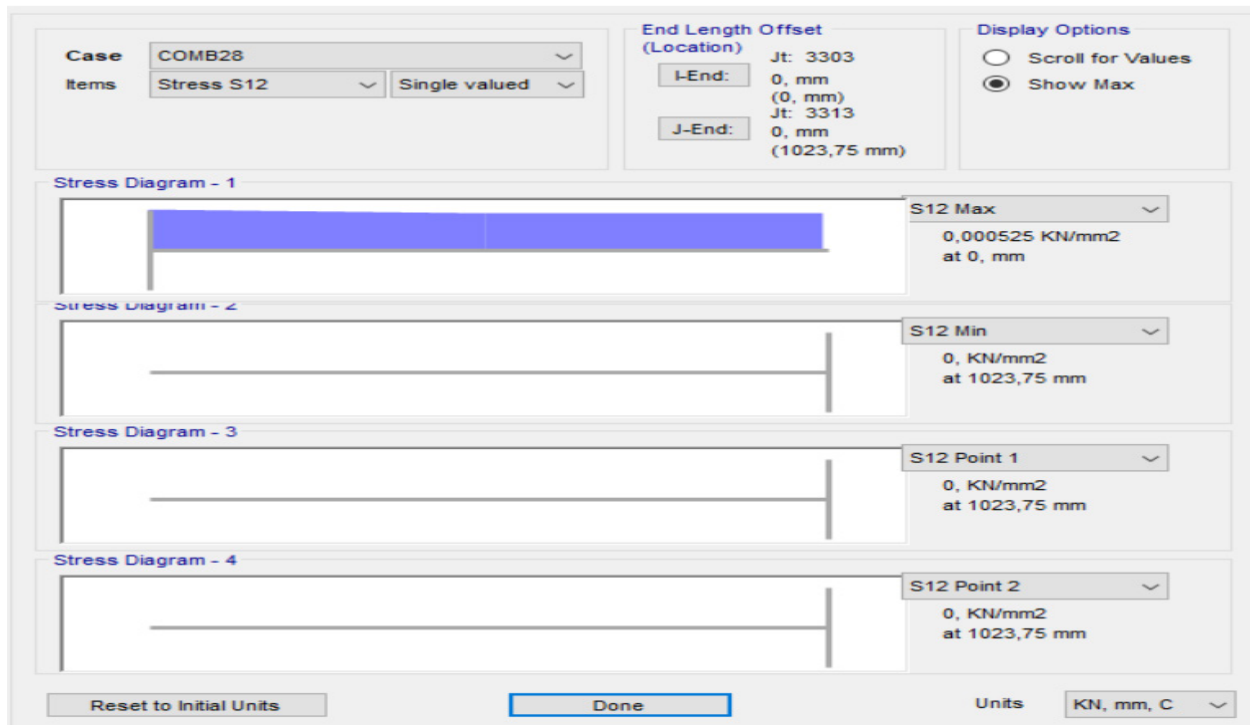 Case
COMB28
Items
Stress S12
Single valued
End Length Offset
(Location)
I-End:
Jt: 3303
0, mm
(0, mm)
J-End:
Jt: 3313
0, mm
(1023,75 mm)
Display Options
Scroll for Values
Show Max
Stress Diagram - 1
S12 Max
0,000525 KN/mm2
at 0, mm
Stress Diagram - 2
S12 Min
0, KN/mm2
at 1023,75 mm
Stress Diagram - 3
S12 Point 1
0, KN/mm2
at 1023,75 mm
Stress Diagram - 4
S12 Point 2
0, KN/mm2
at 1023,75 mm
Reset to Initial Units
Done
Units
KN, mm, C